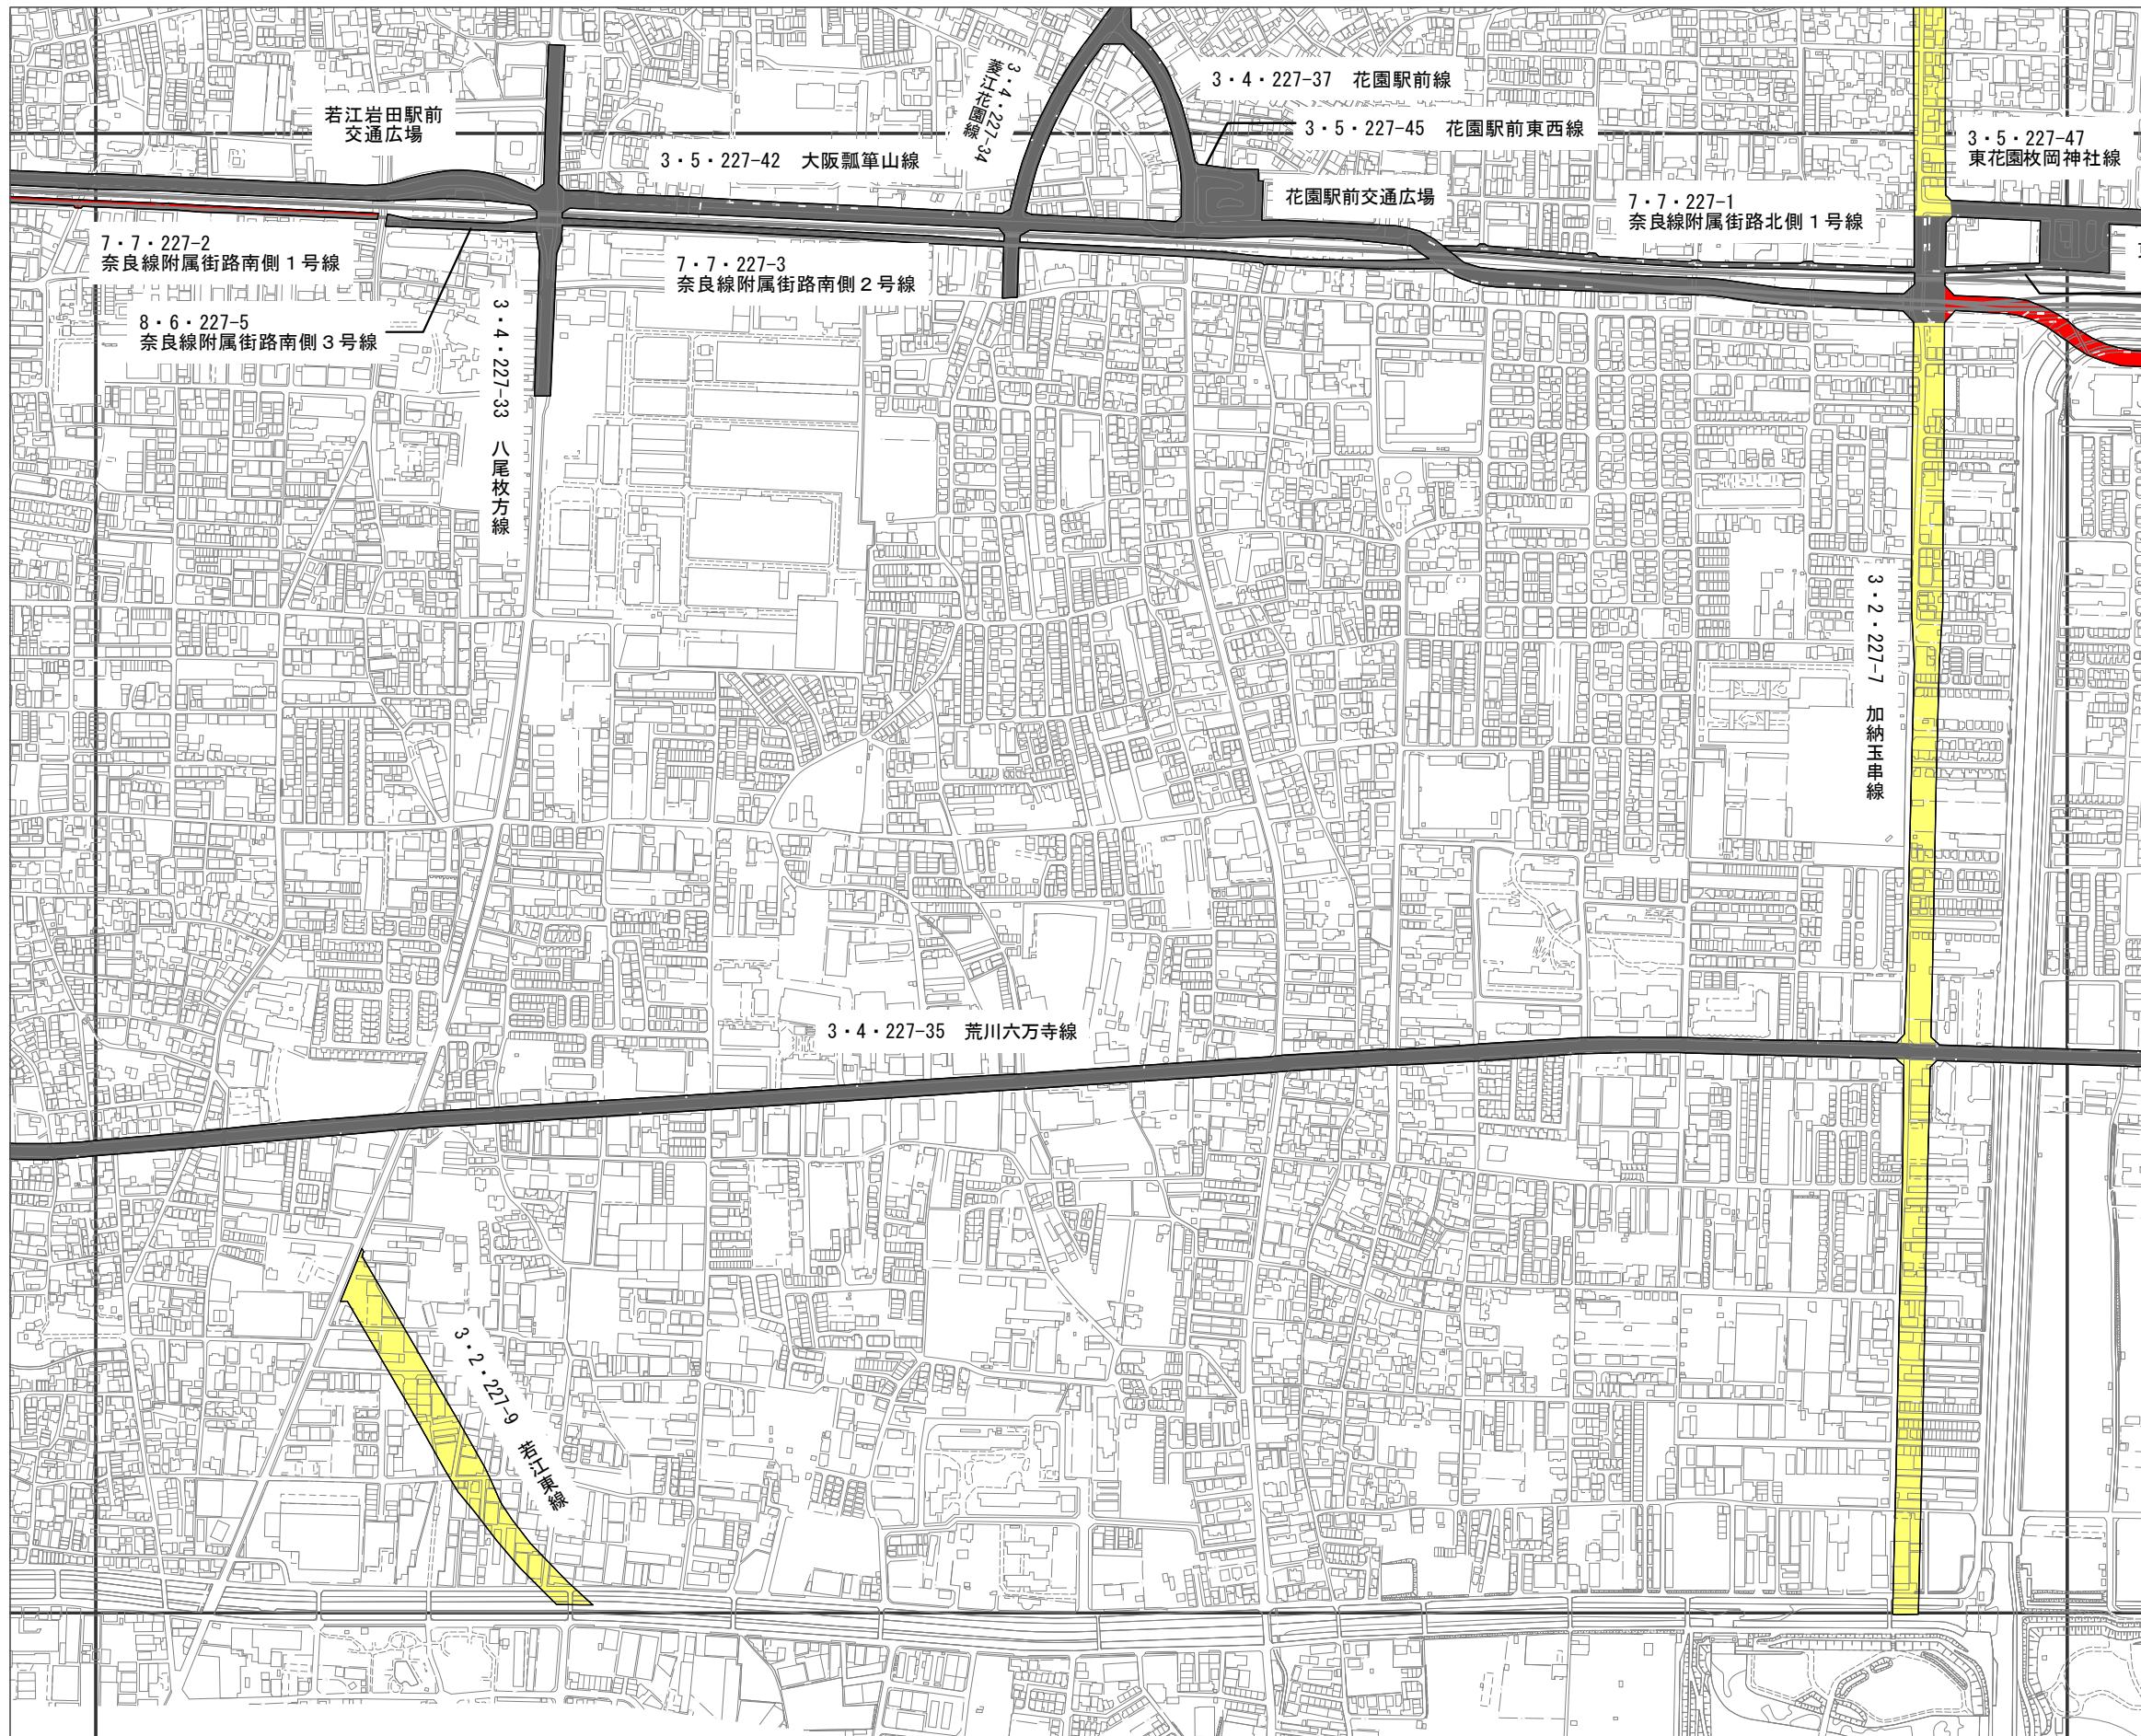 若江岩田駅前
交通広場
3・5・227-42 大阪瓢箪山線
3・4・227-34
菱江花園線
3・4・227-37 花園駅前線
3・5・227-45 花園駅前東西線
花園駅前交通広場
7・7・227-1
奈良線附属街路北側1号線
3・5・227-47
東花園枚岡神社線
7・7・227-2
奈良線附属街路南側1号線
8・6・227-5
奈良線附属街路南側3号線
7・7・227-3
奈良線附属街路南側2号線
3・4・227-33 八尾枚方線
3・2・227-7 加納玉串線
3・4・227-35 荒川六万寺線
3・2・227-9 若江東線